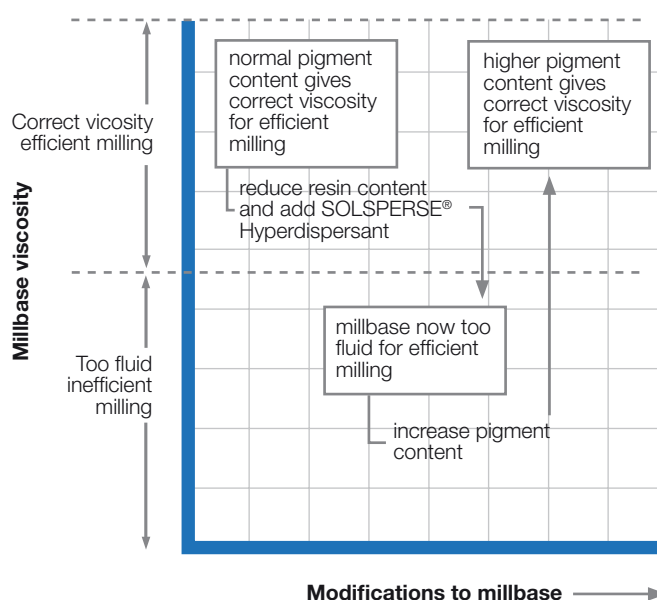 normal pigment
content gives
correct viscosity
for efficient
milling
higher pigment
content gives
correct viscosity
for efficient
milling
Correct vicosity
efficient milling
reduce resin content
and add SOLSPERSE®
Hyperdispersant
Millbase viscosity
millbase now too
fluid for efficient
milling
Too fluid
inefficient
milling
increase pigment
content
Modifications to millbase